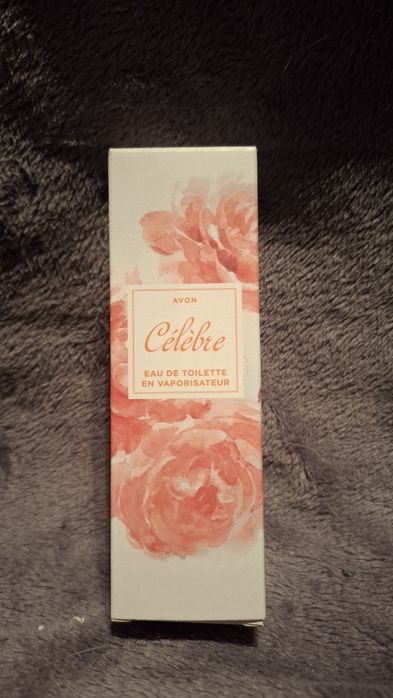 AVON
Célèbre
EAU DE TOILETTE
EN VAPORISATEUR